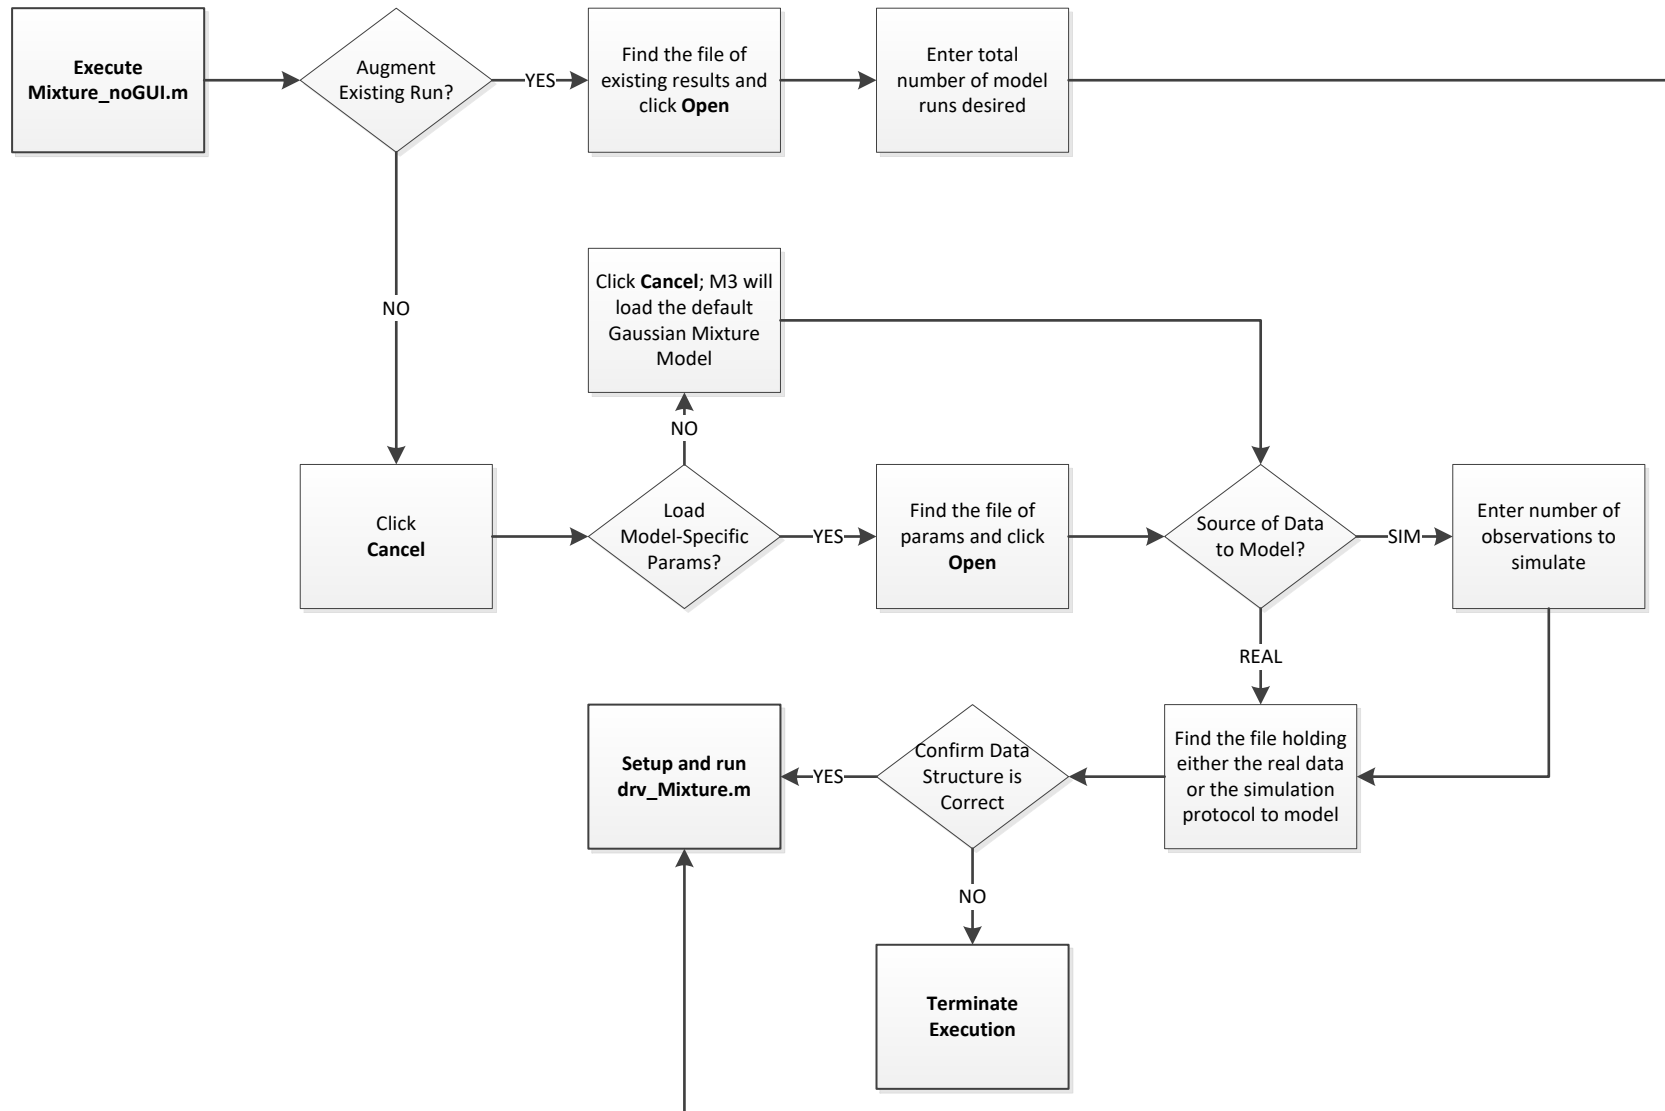 Execute
Mixture_noGUI.m
Augment
Existing Run?
YES
Find the file of
existing results and
click Open
Enter total
number of model
runs desired
NO
Click Cancel; M3 will
load the default
Gaussian Mixture
Model
NO
Click
Cancel
Load
Model-Specific
Params?
YES
Find the file of
params and click
Open
Source of Data
to Model?
SIM
Enter number of
observations to
simulate
REAL
Setup and run
drv_Mixture.m
YES
Confirm Data
Structure is
Correct
Find the file holding
either the real data
or the simulation
protocol to model
NO
Terminate
Execution